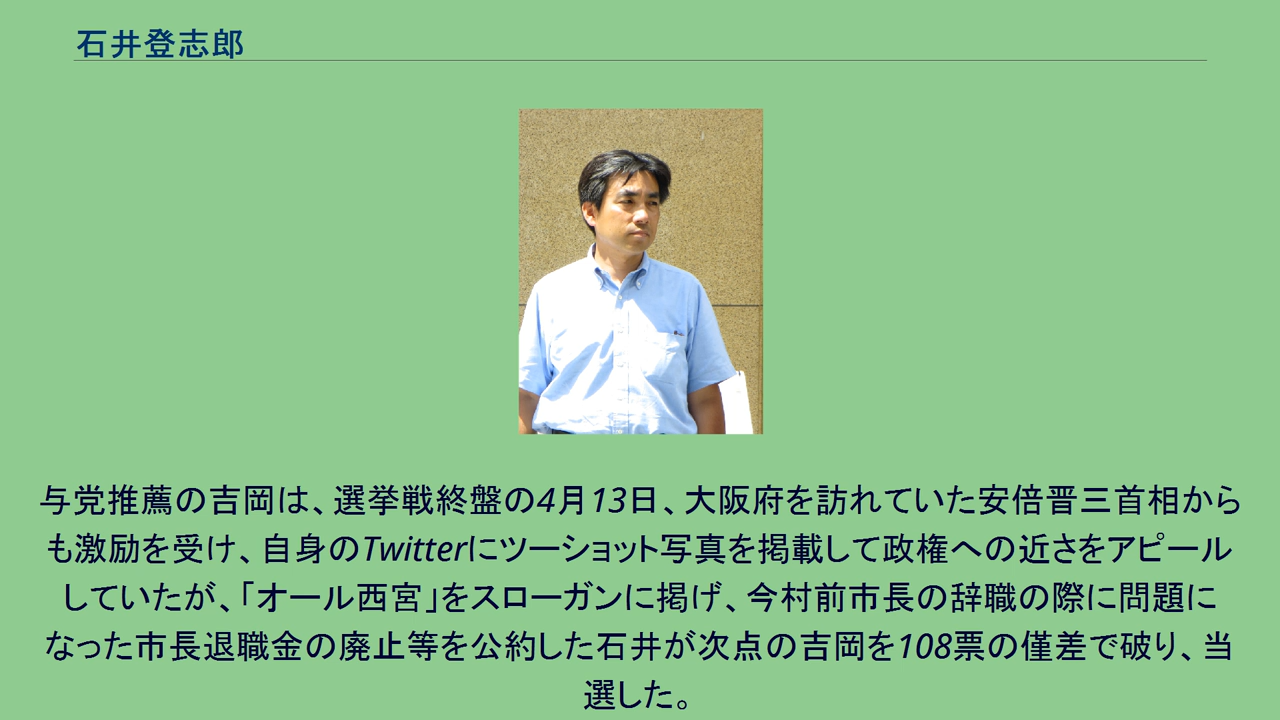 石井登志郎
与党推薦の吉岡は、選挙戦終盤の4月13日、大阪府を訪れていた安倍晋三首相から
も激励を受け、自身のTwitterにツーショット写真を掲載して政権への近さをアピール
していたが、「オール西宮」をスローガンに掲げ、今村前市長の辞職の際に問題に
なった市長退職金の廃止等を公約した石井が次点の吉岡を108票の僅差で破り、当
選した。